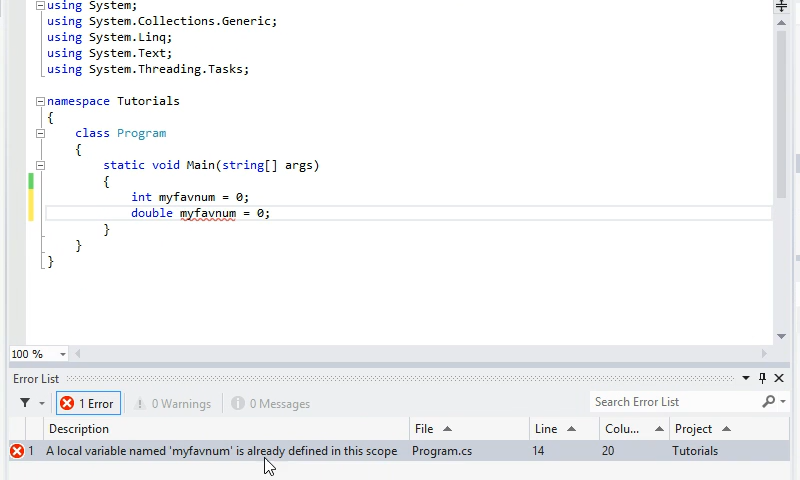 using System;
using System.Collections.Generic;
using System.Linq;
using System.Text;
using System.Threading.Tasks;
namespace Tutorials
{
class Program
{
static void Main(string[] args)
{
int myfavnum = 0;
double myfavnum = 0;
}
}
}
100 %
Error List
1 Error 0 Warnings 0 Messages Search Error List
Description File Line Colu... Project
1 A local variable named 'myfavnum' is already defined in this scope Program.cs 14 20 Tutorials